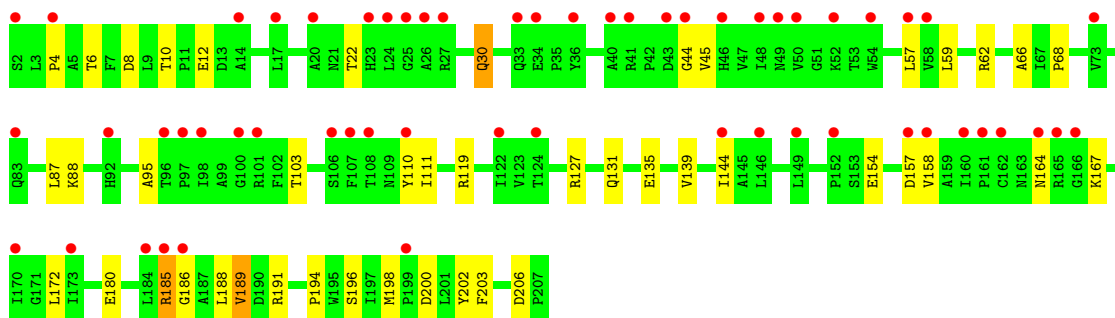 S2 L3 P4 A5 T6 F7 D8 L9 T10 P11 E12 D13 A14 L17 A20 N21 T22 H23 L24 G25 A26 R27 Q30 Q33 E34 P35 Y36 A40 R41 P42 D43 G44 V45 H46 V47 I48 N49 V50 G51 K52 T53 W54 L57 V58 L59 R62 A66 I67 P68 V73
Q83 L87 K88 H92 A95 T96 P97 I98 A99 G100 R101 F102 T103 S106 F107 T108 N109 Y110 I111 R119 I122 V123 T124 R127 Q131 E135 V139 I144 A145 L146 L149 P152 S153 E154 D157 V158 A159 I160 P161 C162 N163 N164 R165 G166 K167
I170 G171 L172 I173 E180 L184 R185 G186 A187 L188 V189 D190 R191 P194 W195 S196 I197 M198 P199 D200 L201 Y202 F203 D206 P207